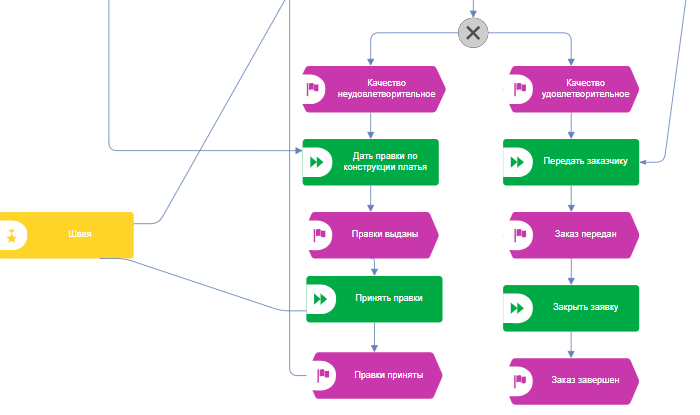 Качество
неудовлетворительное
Качество
удовлетворительное
Дать правки по
конструкции платья
Передать заказчику
Швея
Правки выданы
Заказ передан
Принять правки
Закрыть заявку
Правки приняты
Заказ завершен